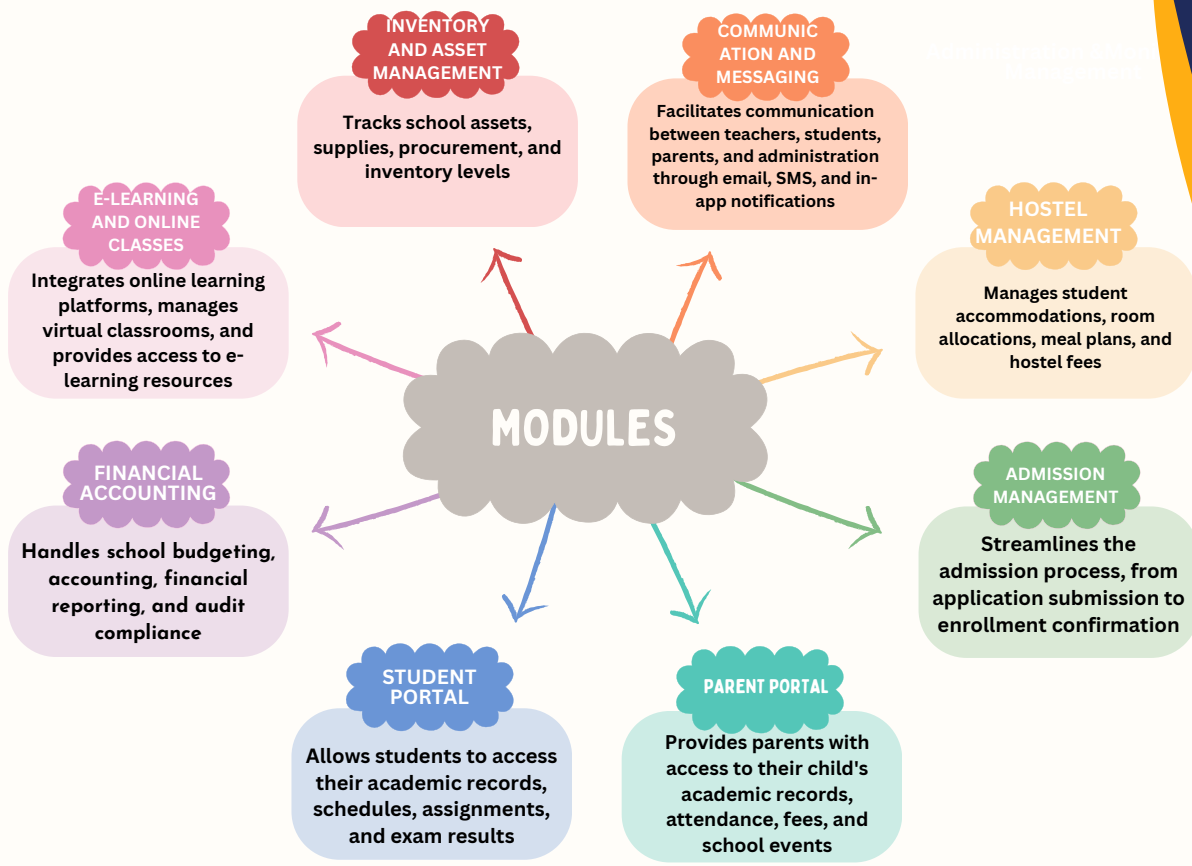 INVENTORY
AND ASSET
MANAGEMENT
Tracks school assets,
supplies, procurement, and
inventory levels
COMMUNIC
ATION AND
MESSAGING
Facilitates communication
between teachers, students,
parents, and administration
through email, SMS, and in-
app notifications
E-LEARNING
AND ONLINE
CLASSES
Integrates online learning
platforms, manages
virtual classrooms, and
provides access to e-
learning resources
HOSTEL
MANAGEMENT
Manages student
accommodations, room
allocations, meal plans, and
hostel fees
MODULES
FINANCIAL
ACCOUNTING
Handles school budgeting,
accounting, financial
reporting, and audit
compliance
ADMISSION
MANAGEMENT
Streamlines the
admission process, from
application submission to
enrollment confirmation
STUDENT
PORTAL
Allows students to access
their academic records,
schedules, assignments,
and exam results
PARENT PORTAL
Provides parents with
access to their child's
academic records,
attendance, fees, and
school events